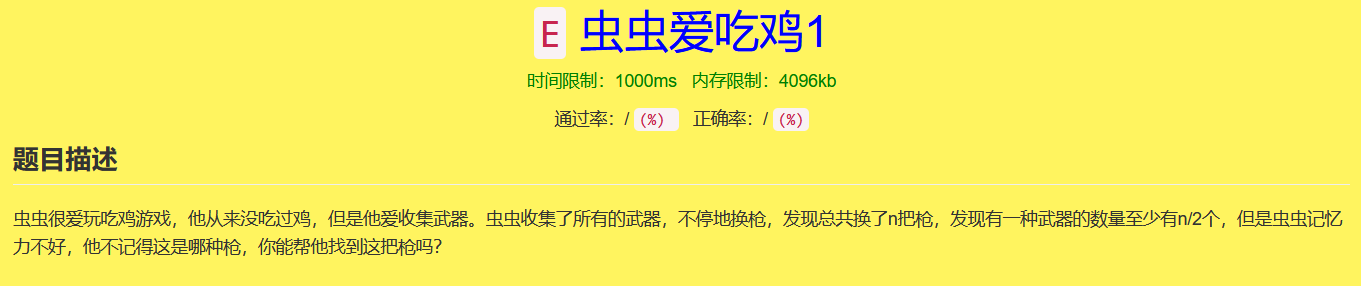 E 虫虫爱吃鸡1
时间限制：1000ms 内存限制：4096kb
通过率：/ (%) 正确率：/ (%)
题目描述
虫虫很爱玩吃鸡游戏，他从来没吃过鸡，但是他爱收集武器。虫虫收集了所有的武器，不停地换枪，发现总共换了n把枪，发现有一种武器的数量至少有n/2个，但是虫虫记忆
力不好，他不记得这是哪种枪，你能帮他找到这把枪吗？